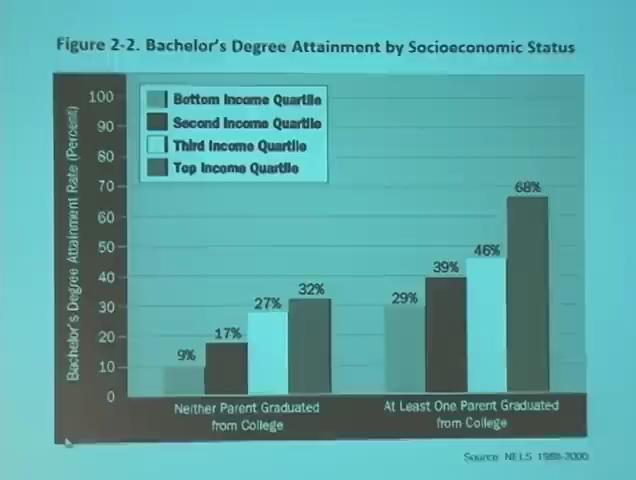 Figure 2-2. Bachelor's Degree Attainment by Socioeconomic Status
Bachelor's Degree Attainment Rate (Percent)
100
90
80
70
60
50
40
30
20
10
0
Bottom Income Quartile
Second Income Quartile
Third Income Quartile
Top Income Quartile
9%
17%
27%
32%
29%
39%
46%
68%
Neither Parent Graduated
from College
At Least One Parent Graduated
from College
Source: NELS 1988-2000